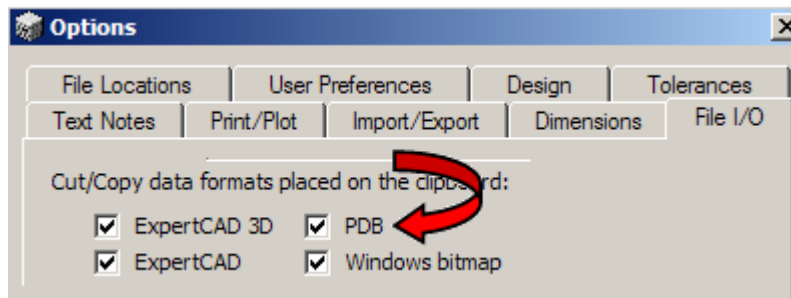 Options
File Locations User Preferences Design Tolerances
Text Notes Print/Plot Import/Export Dimensions File I/O
Cut/Copy data formats placed on the clipboard:
ExpertCAD 3D PDB
ExpertCAD Windows bitmap